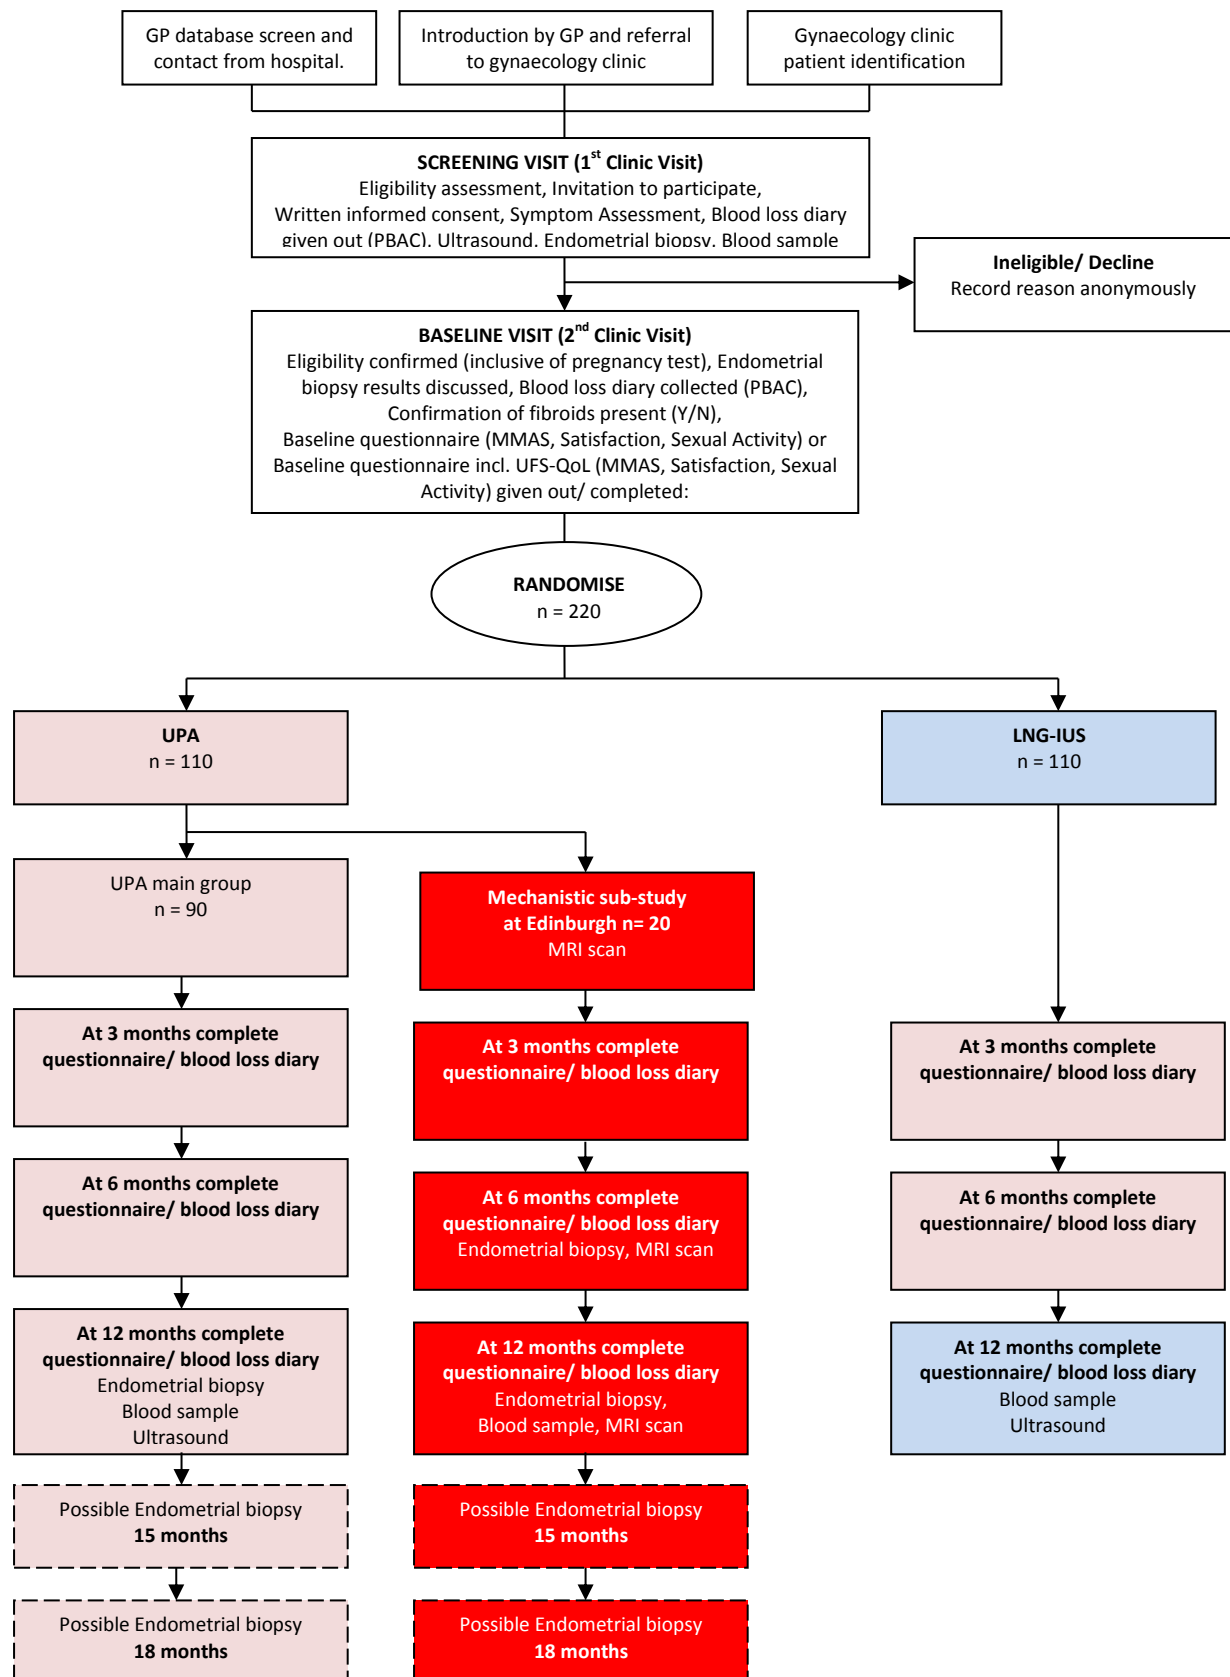 GP database screen and
contact from hospital.
Introduction by GP and referral
to gynaecology clinic
Gynaecology clinic
patient identification
SCREENING VISIT (1st Clinic Visit)
Eligibility assessment, Invitation to participate,
Written informed consent, Symptom Assessment, Blood loss diary
given out (PBAC), Ultrasound, Endometrial biopsy, Blood sample
Ineligible/ Decline
Record reason anonymously
BASELINE VISIT (2nd Clinic Visit)
Eligibility confirmed (inclusive of pregnancy test), Endometrial
biopsy results discussed, Blood loss diary collected (PBAC),
Confirmation of fibroids present (Y/N),
Baseline questionnaire (MMAS, Satisfaction, Sexual Activity) or
Baseline questionnaire incl. UFS-QoL (MMAS, Satisfaction, Sexual
Activity) given out/ completed:
RANDOMISE
n = 220
UPA
n = 110
LNG-IUS
n = 110
UPA main group
n = 90
Mechanistic sub-study
at Edinburgh n= 20
MRI scan
At 3 months complete
questionnaire/ blood loss diary
At 3 months complete
questionnaire/ blood loss diary
At 3 months complete
questionnaire/ blood loss diary
At 6 months complete
questionnaire/ blood loss diary
At 6 months complete
questionnaire/ blood loss diary
Endometrial biopsy, MRI scan
At 6 months complete
questionnaire/ blood loss diary
At 12 months complete
questionnaire/ blood loss diary
Endometrial biopsy
Blood sample
Ultrasound
At 12 months complete
questionnaire/ blood loss diary
Endometrial biopsy,
Blood sample, MRI scan
At 12 months complete
questionnaire/ blood loss diary
Blood sample
Ultrasound
Possible Endometrial biopsy
15 months
Possible Endometrial biopsy
15 months
Possible Endometrial biopsy
18 months
Possible Endometrial biopsy
18 months